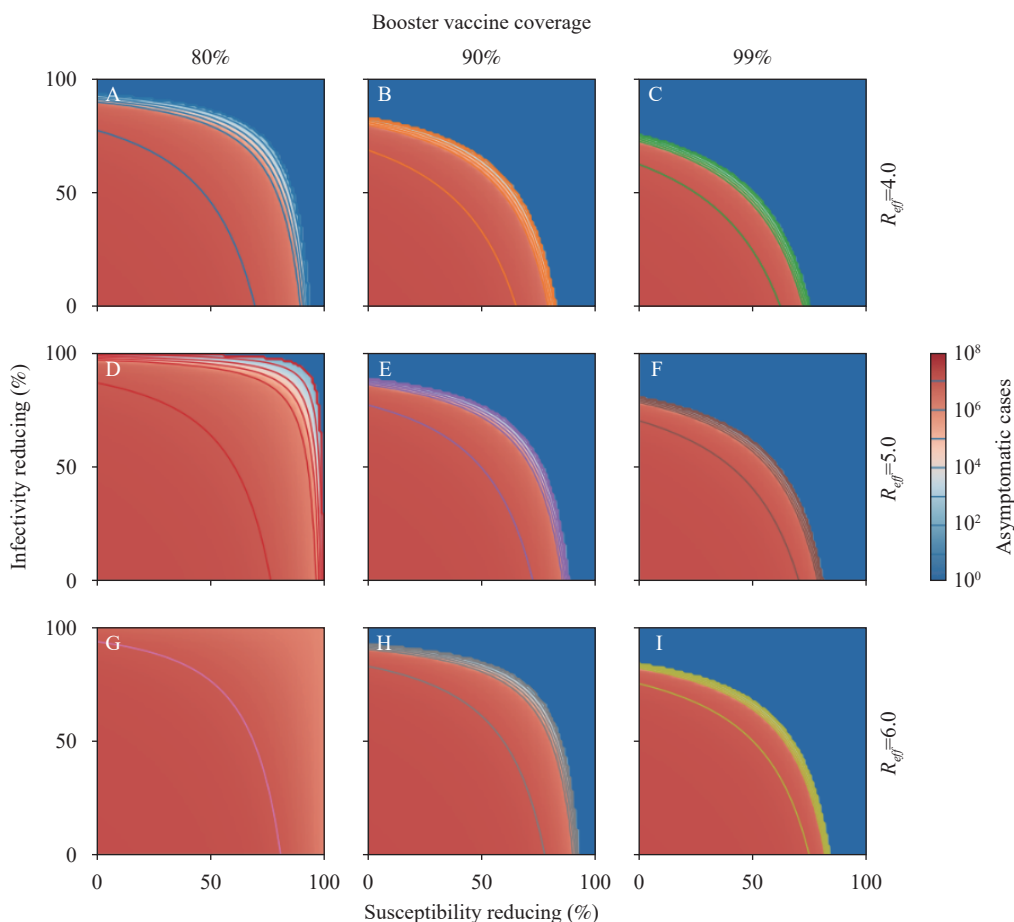 Booster vaccine coverage
80% 90% 99%
100
A B C
50
0
R_eff=4.0
100
D E F
50
0
R_eff=5.0
Infectivity reducing (%)
10^8
10^6
10^4
10^2
10^0
Asymptomatic cases
100
G H I
50
0
R_eff=6.0
0 50 100 0 50 100 0 50 100
Susceptibility reducing (%)